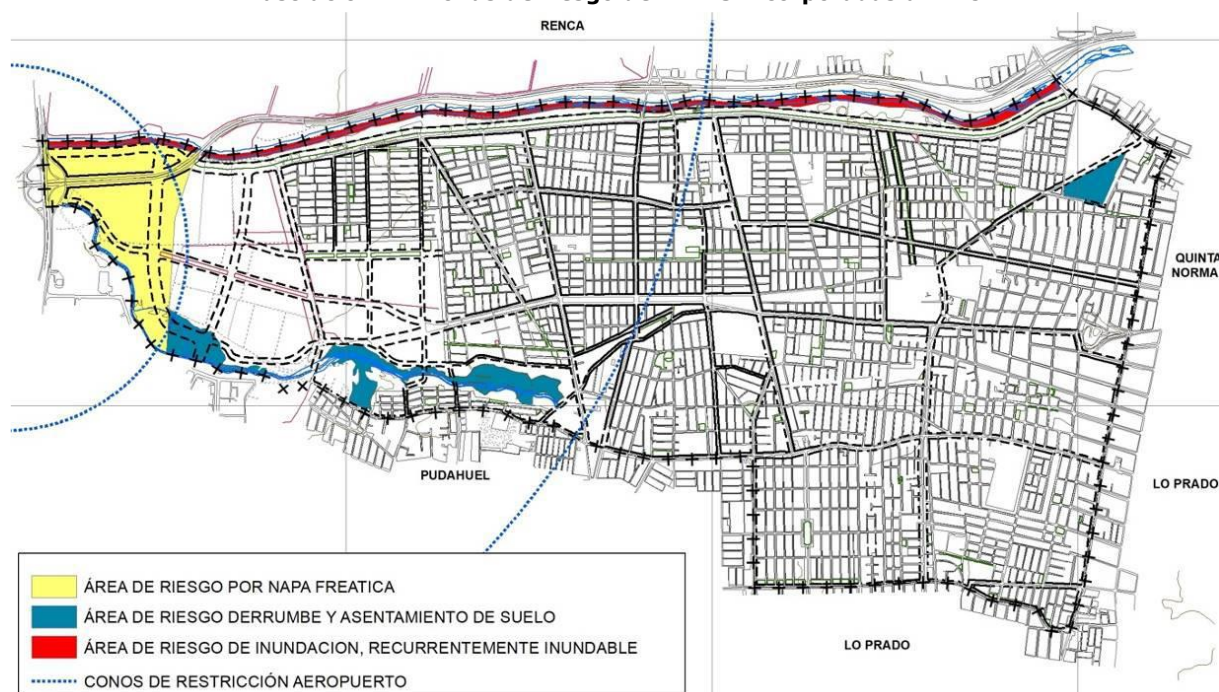 RENCA
QUINTA
NORMA
LO PRADO
PUDAHUEL
LO PRADO
ÁREA DE RIESGO POR NAPA FREÁTICA
ÁREA DE RIESGO DERRUMBE Y ASENTAMIENTO DE SUELO
ÁREA DE RIESGO DE INUNDACION, RECURRENTEMENTE INUNDABLE
CONOS DE RESTRICCIÓN AEROPUERTO